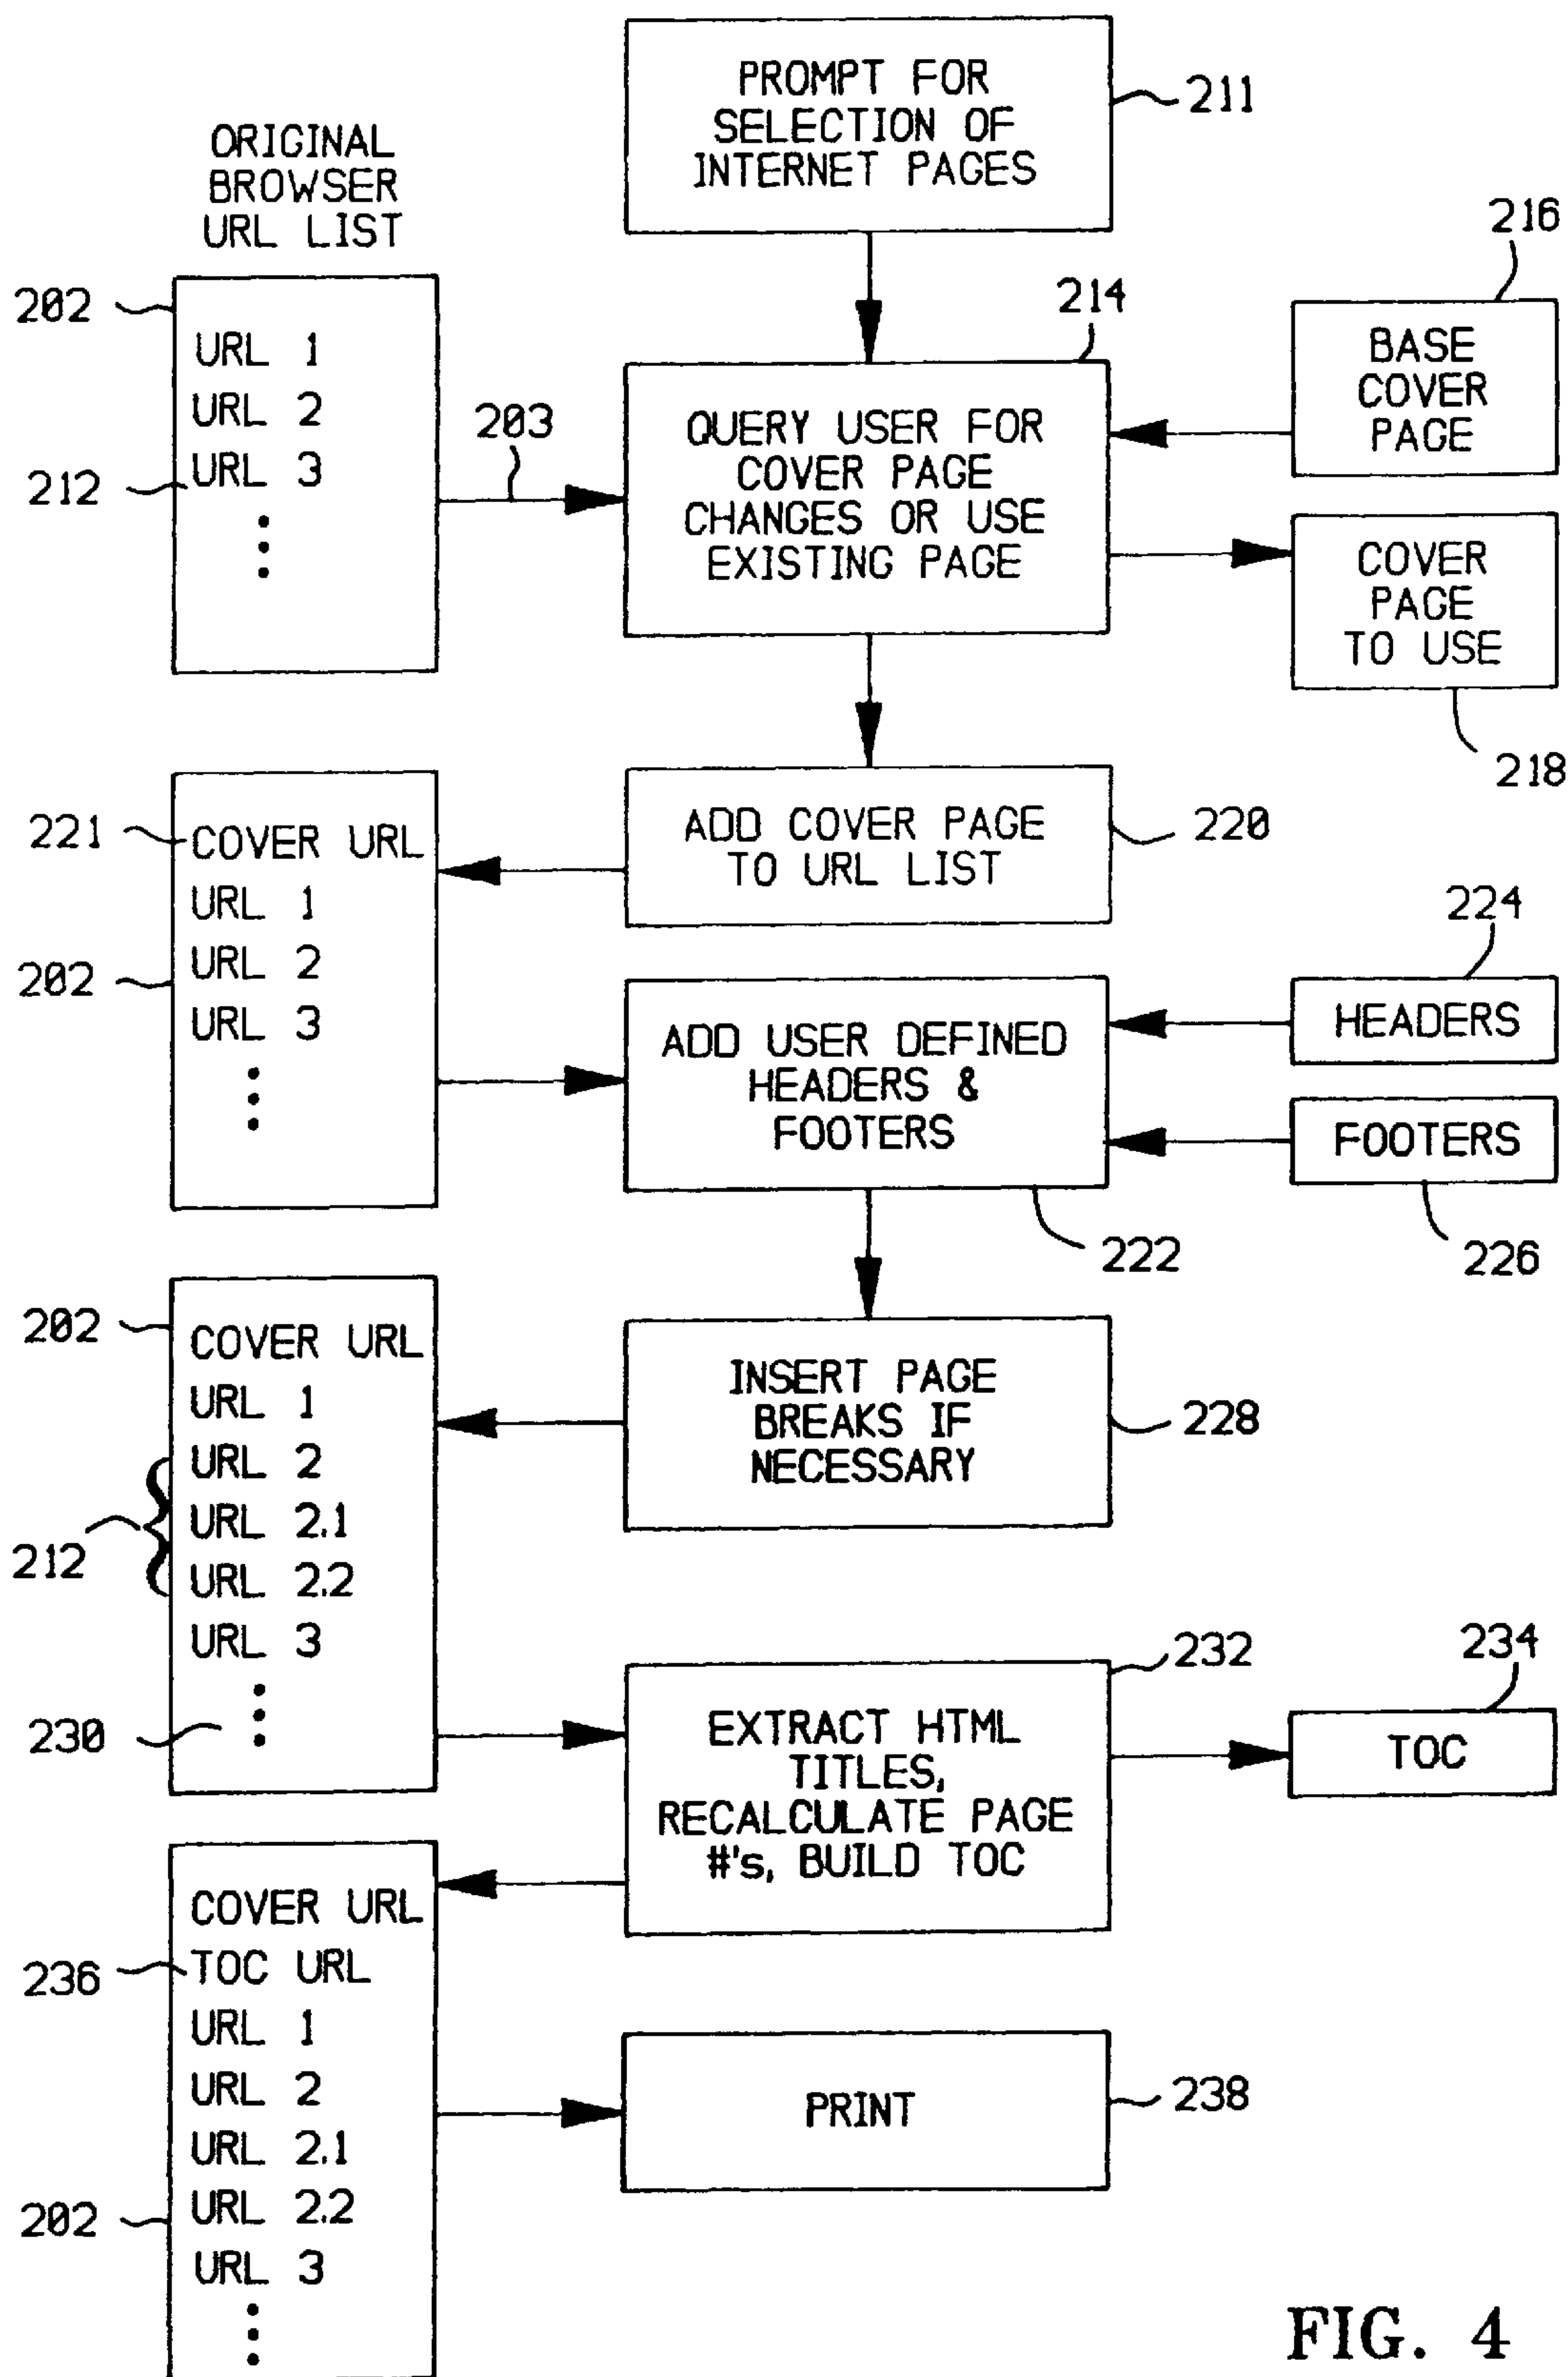 PROMPT FOR
SELECTION OF
INTERNET PAGES
211
ORIGINAL
BROWSER
URL LIST
202
URL 1
URL 2
URL 3
212
203
214
QUERY USER FOR
COVER PAGE
CHANGES OR USE
EXISTING PAGE
216
BASE
COVER
PAGE
COVER
PAGE
TO USE
218
221
COVER URL
URL 1
URL 2
URL 3
202
ADD COVER PAGE
TO URL LIST
220
ADD USER DEFINED
HEADERS &
FOOTERS
222
224
HEADERS
FOOTERS
226
202
COVER URL
URL 1
URL 2
URL 2.1
URL 2.2
URL 3
212
230
INSERT PAGE
BREAKS IF
NECESSARY
228
232
EXTRACT HTML
TITLES,
RECALCULATE PAGE
#'s, BUILD TOC
234
TOC
COVER URL
TOC URL
URL 1
URL 2
URL 2.1
URL 2.2
URL 3
236
202
PRINT
238
FIG. 4